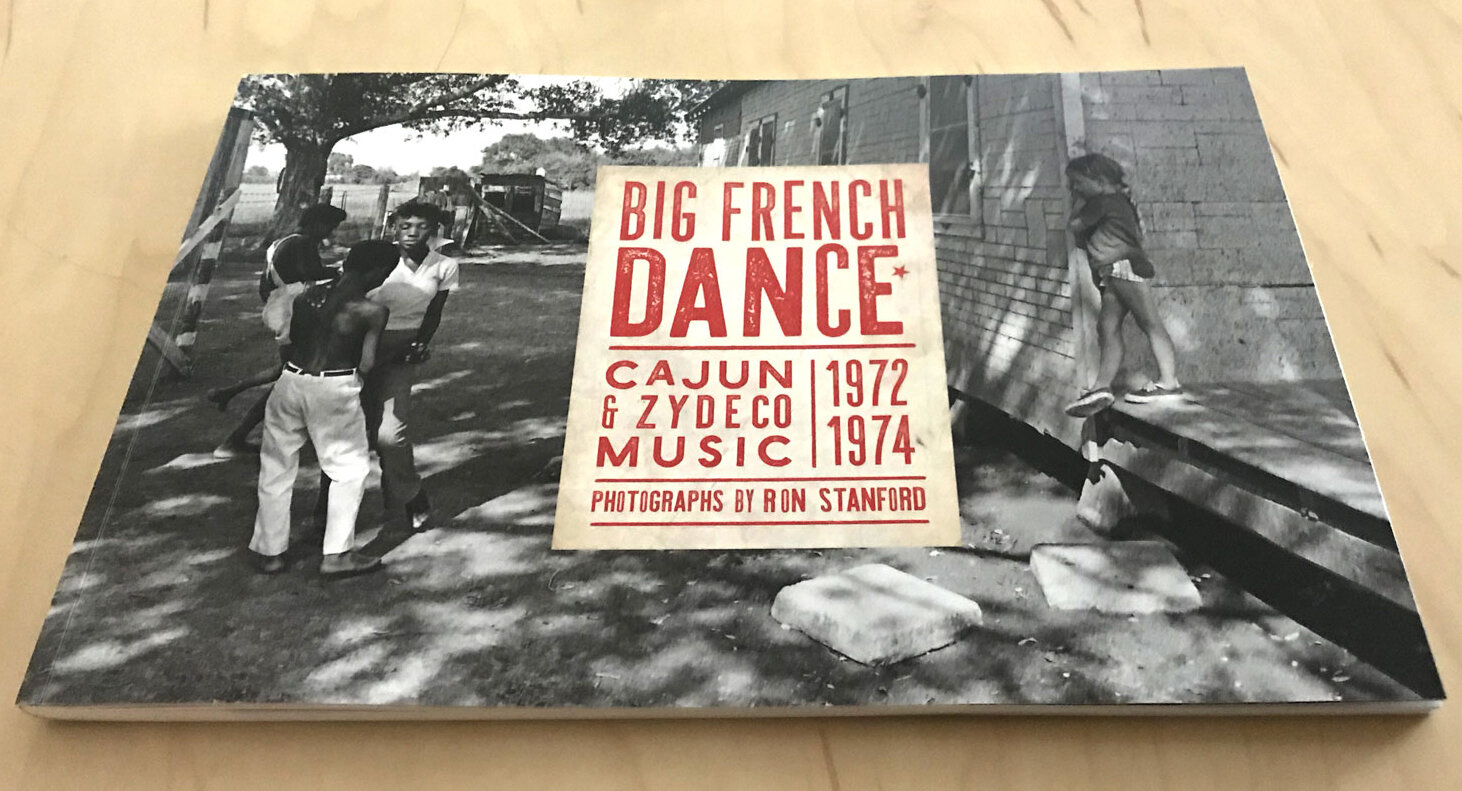 BIG FRENCH
DANCE
CAJUN
& ZYDECO
MUSIC
1972
1974
PHOTOGRAPHS BY RON STANFORD